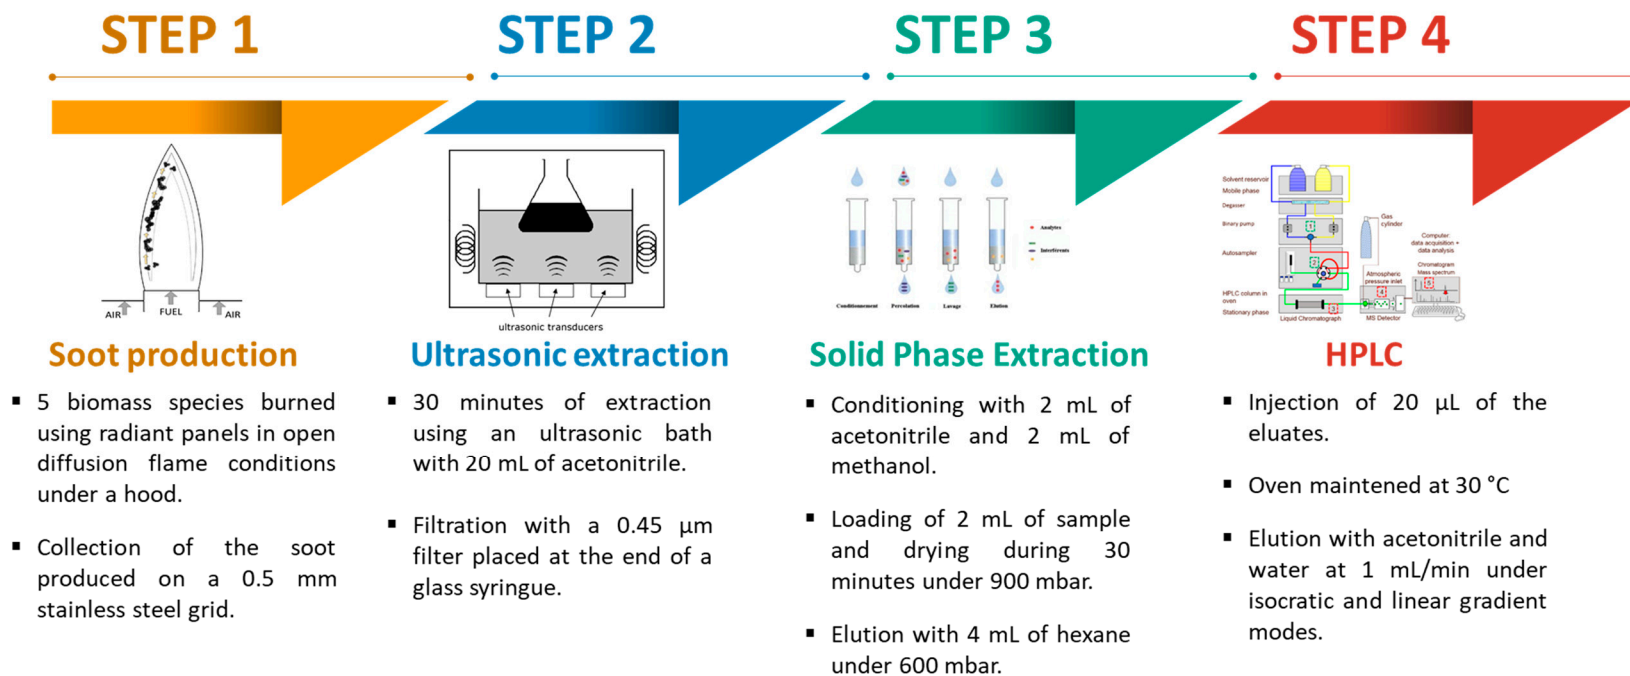 STEP 1
STEP 2
STEP 3
STEP 4
AIR
FUEL
AIR
ultrasonic transducers
Analytes
Interférents
Conditionnement
Percolation
Lavage
Elution
Solvent reservoir
Mobile phase
Degaser
Binary pump
Autosampler
HPLC column in
oven
Stationary phase
Liquid Chromatograph
Gas
cylinder
Atmospheric
pressure inlet
MS Detector
Computer:
data acquisition +
data analysis
Chromatogram
Mass spectrum
1
2
3
4
5
Soot production
▪ 5 biomass species burned
using radiant panels in open
diffusion flame conditions
under a hood.
▪ Collection of the soot
produced on a 0.5 mm
stainless steel grid.
Ultrasonic extraction
▪ 30 minutes of extraction
using an ultrasonic bath
with 20 mL of acetonitrile.
▪ Filtration with a 0.45 µm
filter placed at the end of a
glass syringue.
Solid Phase Extraction
▪ Conditioning with 2 mL of
acetonitrile and 2 mL of
methanol.
▪ Loading of 2 mL of sample
and drying during 30
minutes under 900 mbar.
▪ Elution with 4 mL of hexane
under 600 mbar.
HPLC
▪ Injection of 20 µL of the
eluates.
▪ Oven maintened at 30 °C
▪ Elution with acetonitrile and
water at 1 mL/min under
isocratic and linear gradient
modes.